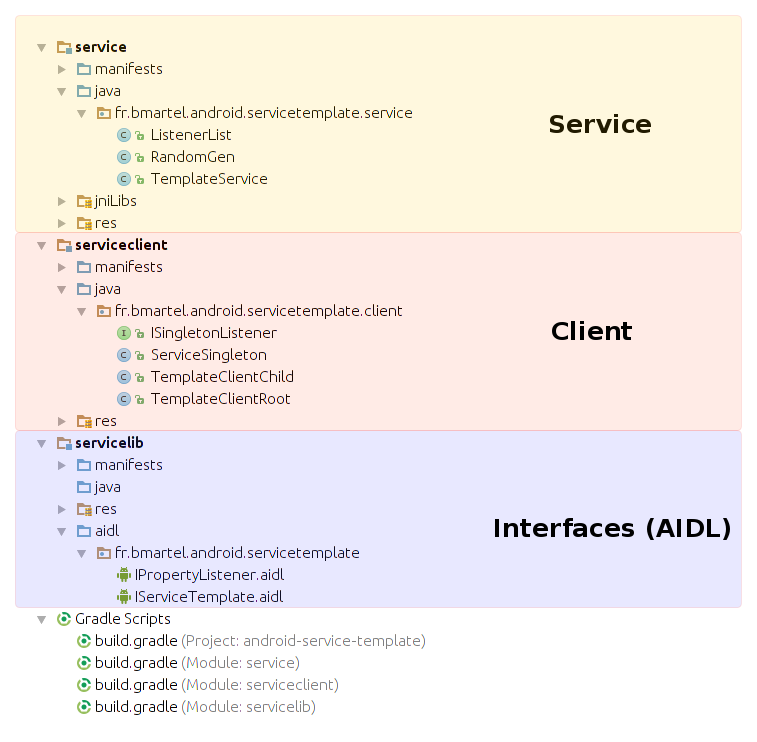 service
manifests
java
fr.bmartel.android.servicetemplate.service
Service
C ListenerList
C RandomGen
C TemplateService
jniLibs
res
serviceclient
manifests
java
fr.bmartel.android.servicetemplate.client
Client
I ISingletonListener
C ServiceSingleton
C TemplateClientChild
C TemplateClientRoot
res
servicelib
manifests
java
res
Interfaces (AIDL)
aidl
fr.bmartel.android.servicetemplate
IPropertyListener.aidl
IServiceTemplate.aidl
Gradle Scripts
build.gradle (Project: android-service-template)
build.gradle (Module: service)
build.gradle (Module: serviceclient)
build.gradle (Module: servicelib)